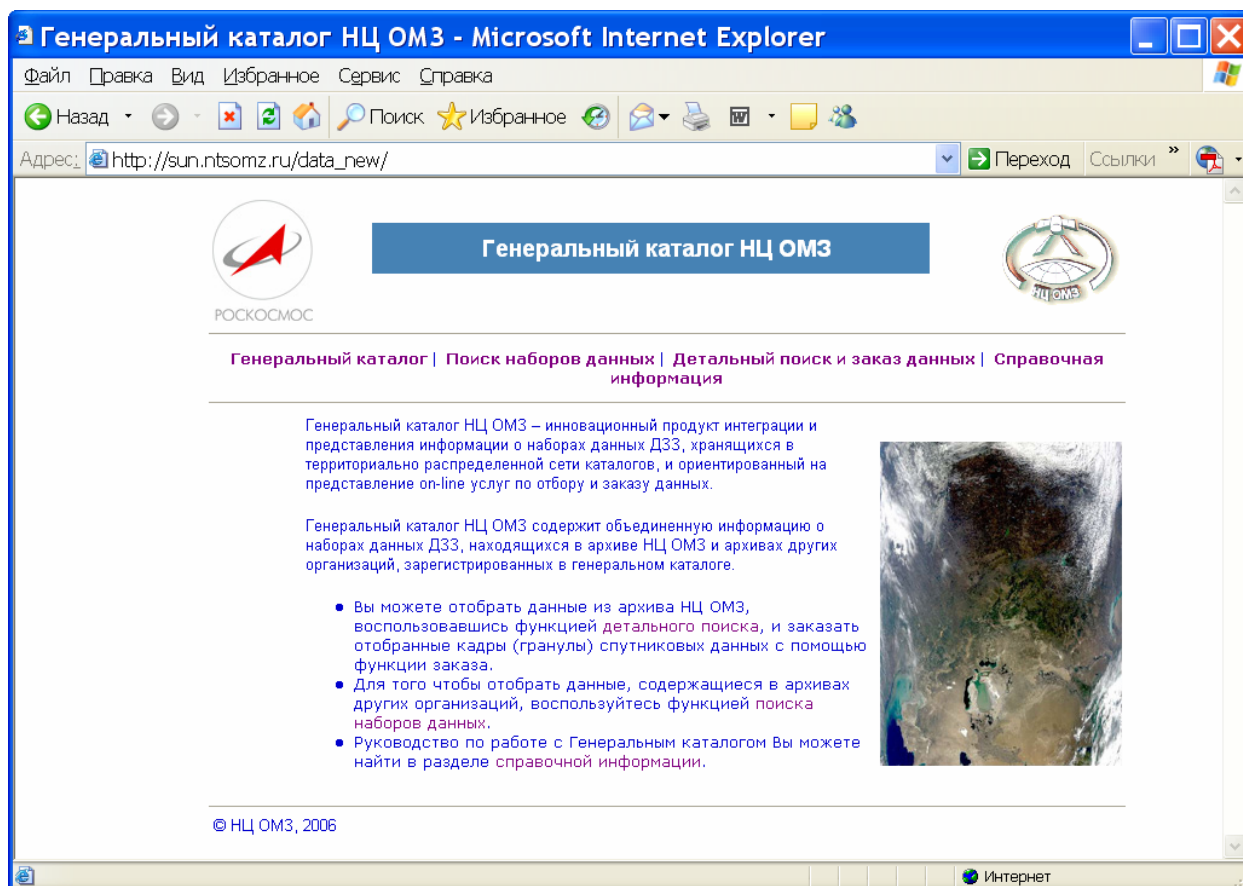 Генеральный каталог НЦ ОМЗ - Microsoft Internet Explorer
Файл Правка Вид Избранное Сервис Справка
Назад Поиск Избранное
Адрес: http://sun.ntsomz.ru/data_new/ Переход Ссылки »
Генеральный каталог НЦ ОМЗ
НЦ ОМЗ
РОСКОСМОС
Генеральный каталог | Поиск наборов данных | Детальный поиск и заказ данных | Справочная
информация
Генеральный каталог НЦ ОМЗ – инновационный продукт интеграции и
представления информации о наборах данных ДЗЗ, хранящихся в
территориально распределенной сети каталогов, и ориентированный на
представление on-line услуг по отбору и заказу данных.
Генеральный каталог НЦ ОМЗ содержит объединенную информацию о
наборах данных ДЗЗ, находящихся в архиве НЦ ОМЗ и архивах других
организаций, зарегистрированных в генеральном каталоге.
● Вы можете отобрать данные из архива НЦ ОМЗ,
воспользовавшись функцией детального поиска, и заказать
отобранные кадры (гранулы) спутниковых данных с помощью
функции заказа.
● Для того чтобы отобрать данные, содержащиеся в архивах
других организаций, воспользуйтесь функцией поиска
наборов данных.
● Руководство по работе с Генеральным каталогом Вы можете
найти в разделе справочной информации.
© НЦ ОМЗ, 2006
Интернет